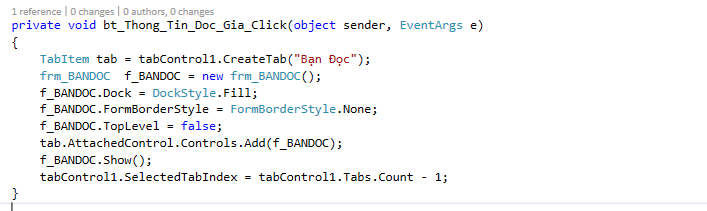 1 reference | 0 changes | 0 authors, 0 changes
private void bt_Thong_Tin_Doc_Gia_Click(object sender, EventArgs e)
{
TabItem tab = tabControl1.CreateTab("Bạn Đọc");
frm_BANDOC  f_BANDOC = new frm_BANDOC();
f_BANDOC.Dock = DockStyle.Fill;
f_BANDOC.FormBorderStyle = FormBorderStyle.None;
f_BANDOC.TopLevel = false;
tab.AttachedControl.Controls.Add(f_BANDOC);
f_BANDOC.Show();
tabControl1.SelectedTabIndex = tabControl1.Tabs.Count - 1;
}